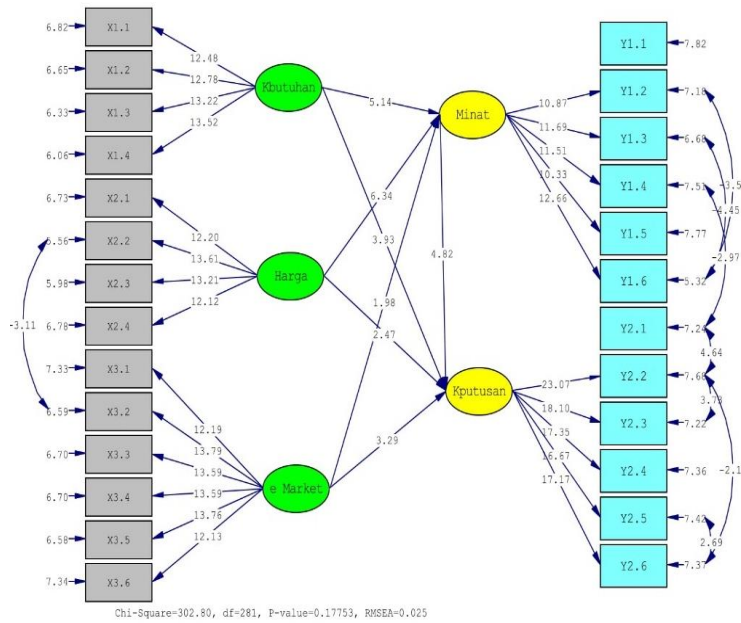 6.82 X1.1
6.65 X1.2
6.33 X1.3
6.06 X1.4
6.73 X2.1
5.56 X2.2
5.98 X2.3
6.78 X2.4
7.33 X3.1
6.59 X3.2
6.70 X3.3
6.70 X3.4
6.58 X3.5
7.34 X3.6
-3.11
12.48
12.78
13.22
13.52
12.20
13.61
13.21
12.12
12.19
13.79
13.59
13.59
13.76
12.13
Kbutuhan
Harga
e Market
5.14
6.34
3.93
1.98
2.47
3.29
4.82
Minat
Kputusan
10.87
11.69
11.51
10.33
12.66
23.07
18.10
17.35
16.67
17.17
Y1.1 7.82
Y1.2 7.18
Y1.3 6.68
Y1.4 7.51
Y1.5 7.77
Y1.6 5.32
Y2.1 7.24
Y2.2 7.68
Y2.3 7.22
Y2.4 7.36
Y2.5 7.42
Y2.6 7.37
-3.5
-4.45
-2.97
4.64
-2.1
2.69
Chi-Square=302.80, df=281, P-value=0.17753, RMSEA=0.025